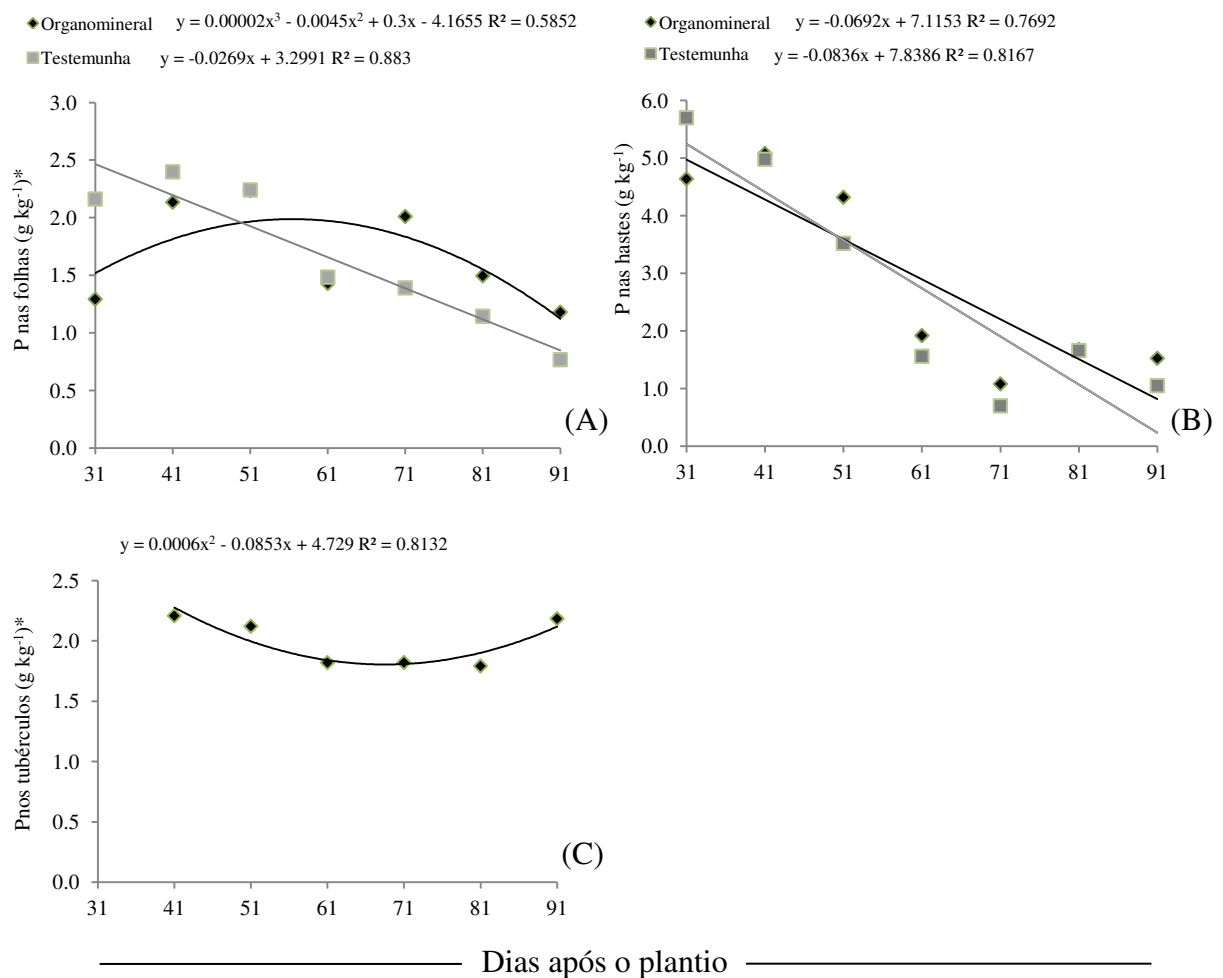 Organomineral y = 0.00002x³ - 0.0045x² + 0.3x - 4.1655 R² = 0.5852
Testemunha y = -0.0269x + 3.2991 R² = 0.883
P nas folhas (g kg⁻¹)*
3.0
2.5
2.0
1.5
1.0
0.5
0.0
31 41 51 61 71 81 91
(A)
Organomineral y = -0.0692x + 7.1153 R² = 0.7692
Testemunha y = -0.0836x + 7.8386 R² = 0.8167
P nas hastes (g kg⁻¹)
6.0
5.0
4.0
3.0
2.0
1.0
0.0
31 41 51 61 71 81 91
(B)
y = 0.0006x² - 0.0853x + 4.729 R² = 0.8132
Pnos tubérculos (g kg⁻¹)*
2.5
2.0
1.5
1.0
0.5
0.0
31 41 51 61 71 81 91
(C)
Dias após o plantio